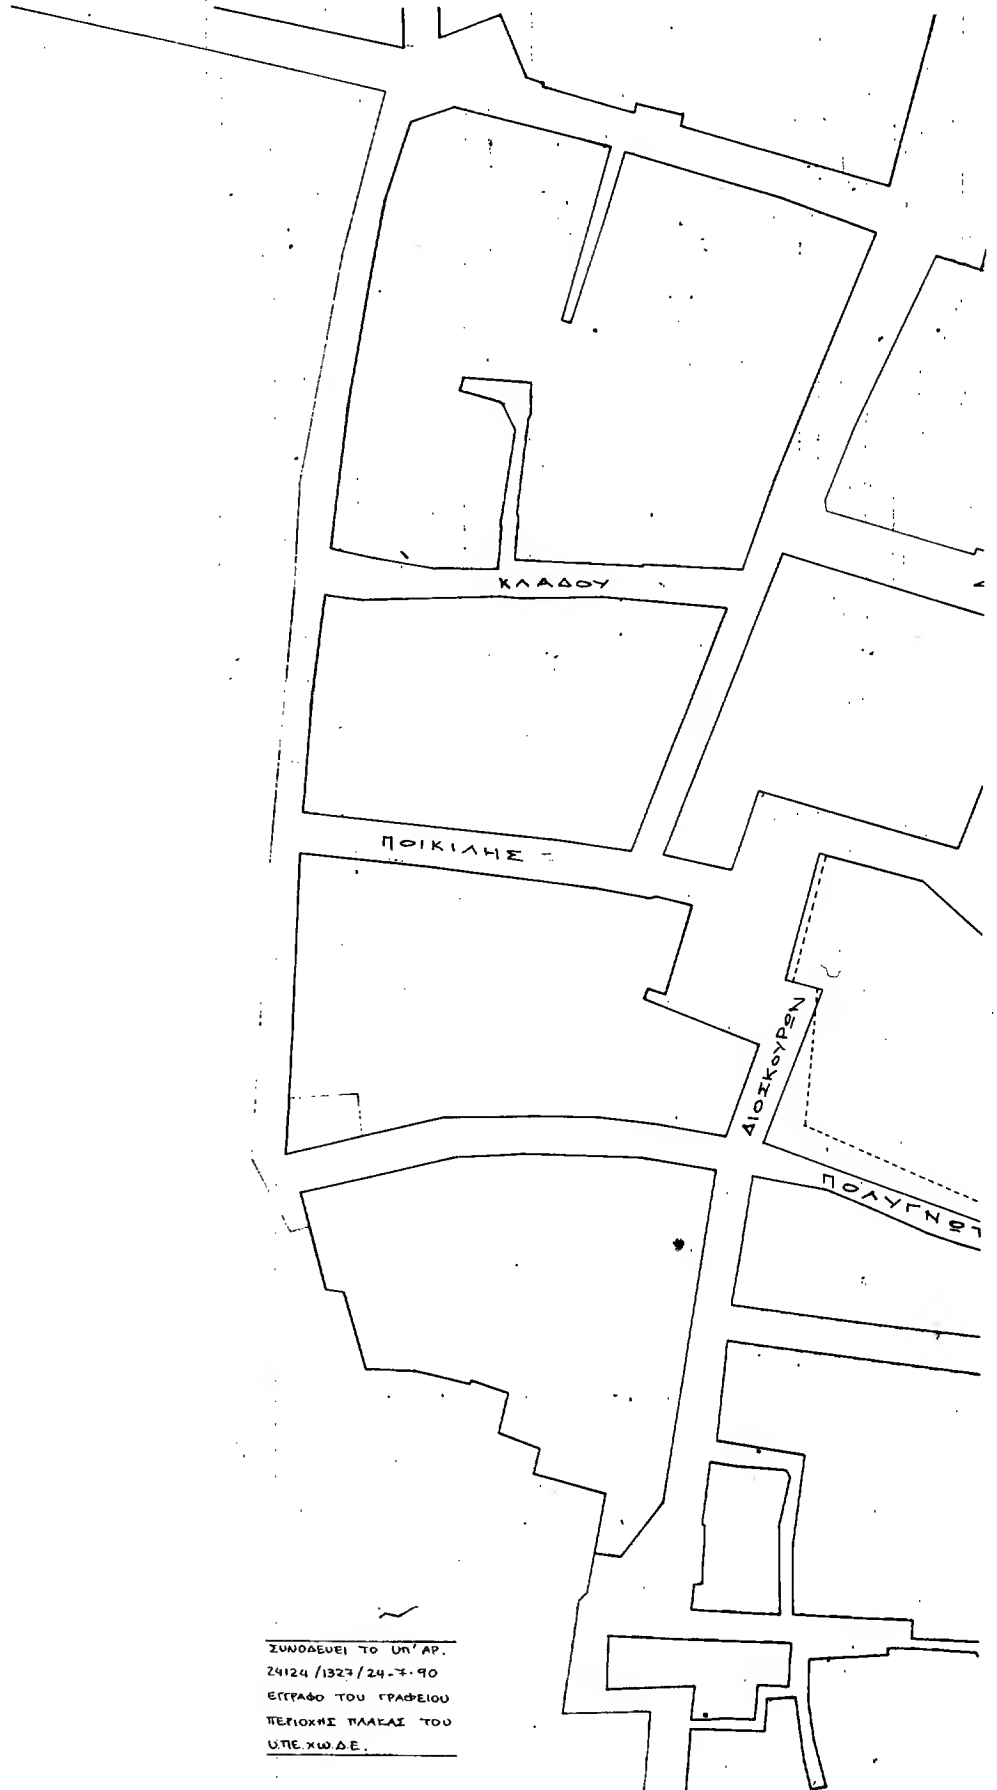 ΚΛΑΔΟΥ
ΠΟΙΚΙΛΗΣ
ΔΙΟΣΚΟΥΡΩΝ
ΠΟΛΥΓΝΩΤ
ΣΥΝΟΔΕΥΕΙ ΤΟ ΥΠ' ΑΡ.
24124/1327/24-7-90
ΕΓΓΡΑΦΟ ΤΟΥ ΓΡΑΦΕΙΟΥ
ΠΕΡΙΟΧΗΣ ΠΛΑΚΑΣ ΤΟΥ
Υ.ΠΕ.ΧΩ.Δ.Ε.